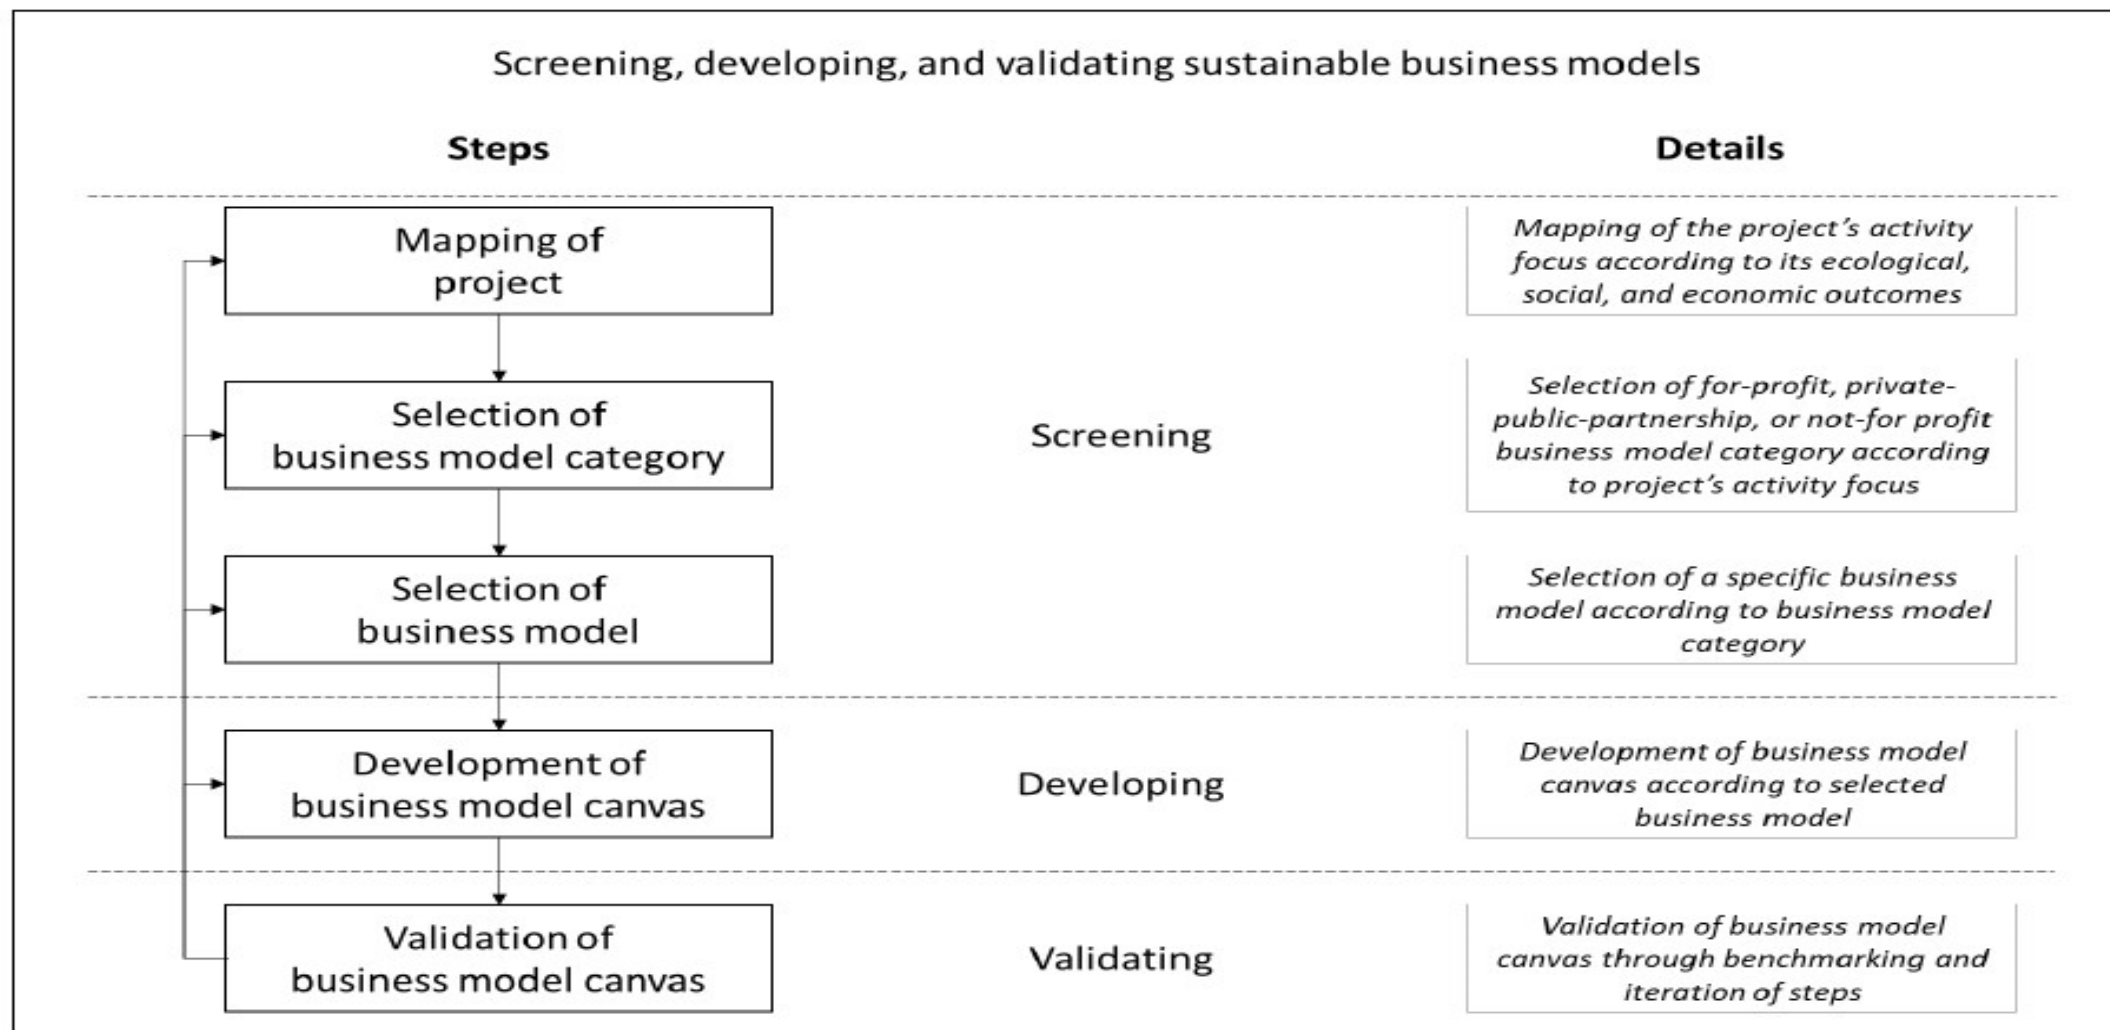 Screening, developing, and validating sustainable business models
Steps
Details
Mapping of
project
Mapping of the project’s activity
focus according to its ecological,
social, and economic outcomes
Selection of
business model category
Screening
Selection of for-profit, private-
public-partnership, or not-for profit
business model category according
to project’s activity focus
Selection of
business model
Selection of a specific business
model according to business model
category
Development of
business model canvas
Developing
Development of business model
canvas according to selected
business model
Validation of
business model canvas
Validating
Validation of business model
canvas through benchmarking and
iteration of steps